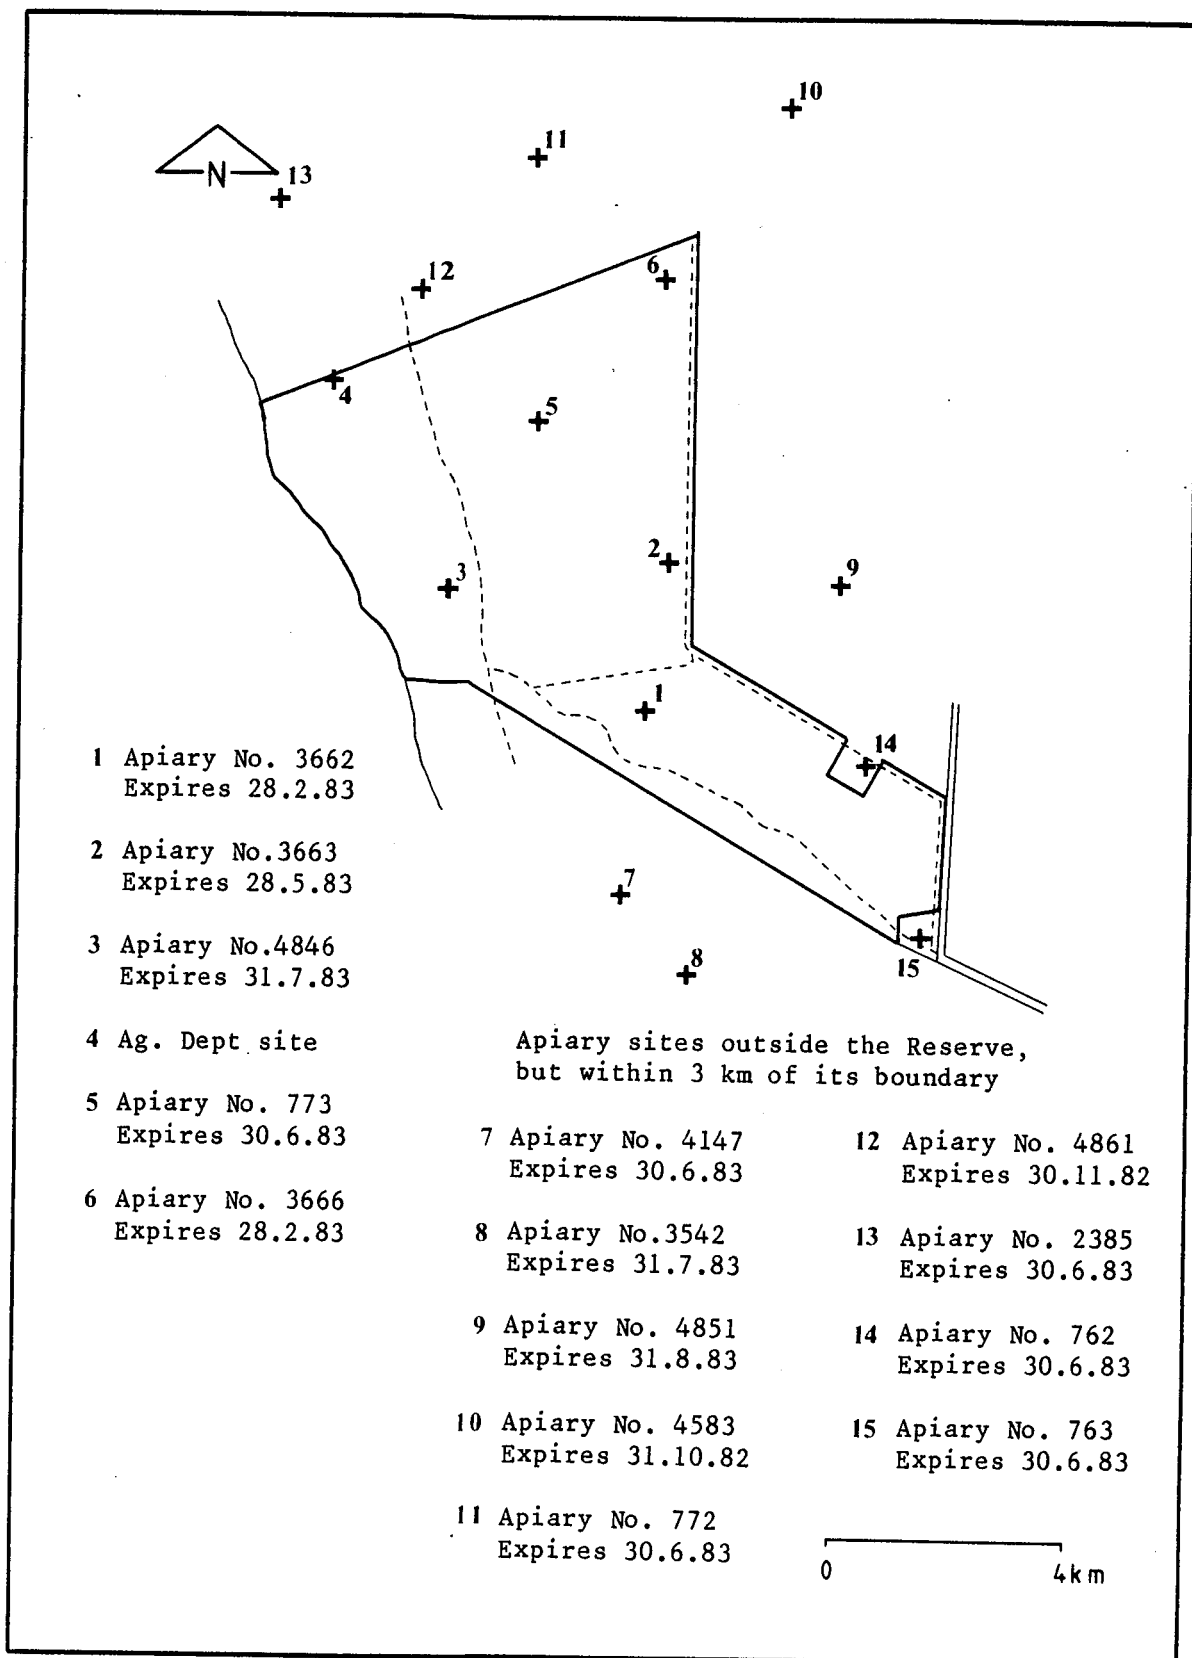 10
11
N
13
12
6
4
5
2
9
3
1
14
7
15
8
1 Apiary No. 3662
Expires 28.2.83
2 Apiary No.3663
Expires 28.5.83
3 Apiary No.4846
Expires 31.7.83
4 Ag. Dept site
5 Apiary No. 773
Expires 30.6.83
6 Apiary No. 3666
Expires 28.2.83
Apiary sites outside the Reserve,
but within 3 km of its boundary
7 Apiary No. 4147
Expires 30.6.83
8 Apiary No.3542
Expires 31.7.83
9 Apiary No. 4851
Expires 31.8.83
10 Apiary No. 4583
Expires 31.10.82
11 Apiary No. 772
Expires 30.6.83
12 Apiary No. 4861
Expires 30.11.82
13 Apiary No. 2385
Expires 30.6.83
14 Apiary No. 762
Expires 30.6.83
15 Apiary No. 763
Expires 30.6.83
0 4km